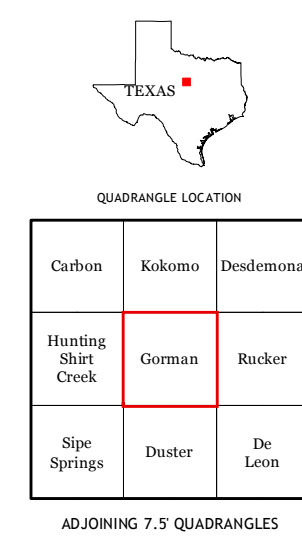 TEXAS
QUADRANGLE LOCATION
Carbon Kokomo Desdemona
Hunting
Shirt
Creek
Gorman Rucker
Sipe
Springs
Duster
De
Leon
ADJOINING 7.5' QUADRANGLES